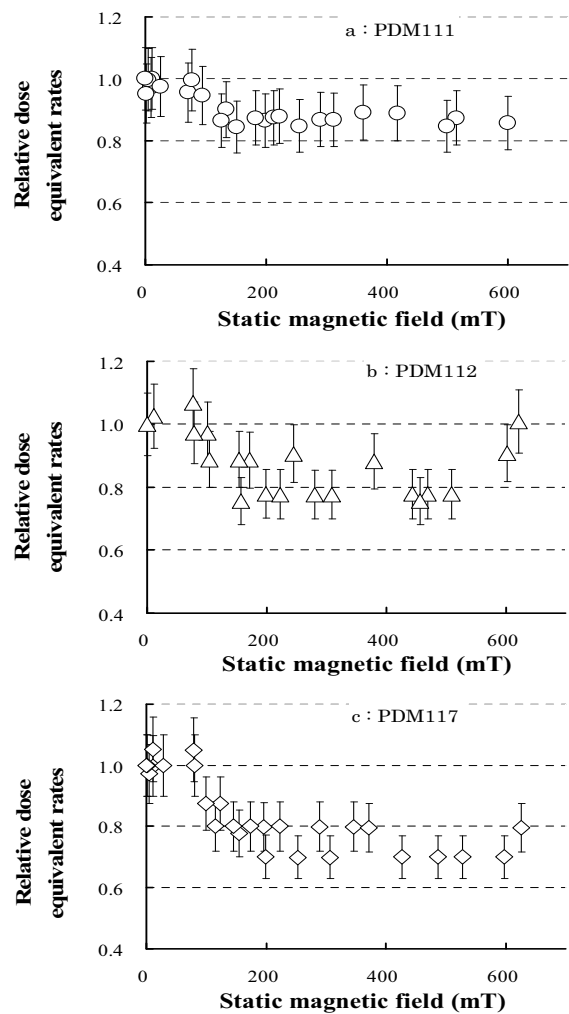 1.2
a : PDM111
1.0
0.8
0.6
0.4
Relative dose
equivalent rates
0 200 400 600
Static magnetic field (mT)
1.2
b : PDM112
1.0
0.8
0.6
0.4
Relative dose
equivalent rates
0 200 400 600
Static magnetic field (mT)
1.2
c : PDM117
1.0
0.8
0.6
0.4
Relative dose
equivalent rates
0 200 400 600
Static magnetic field (mT)